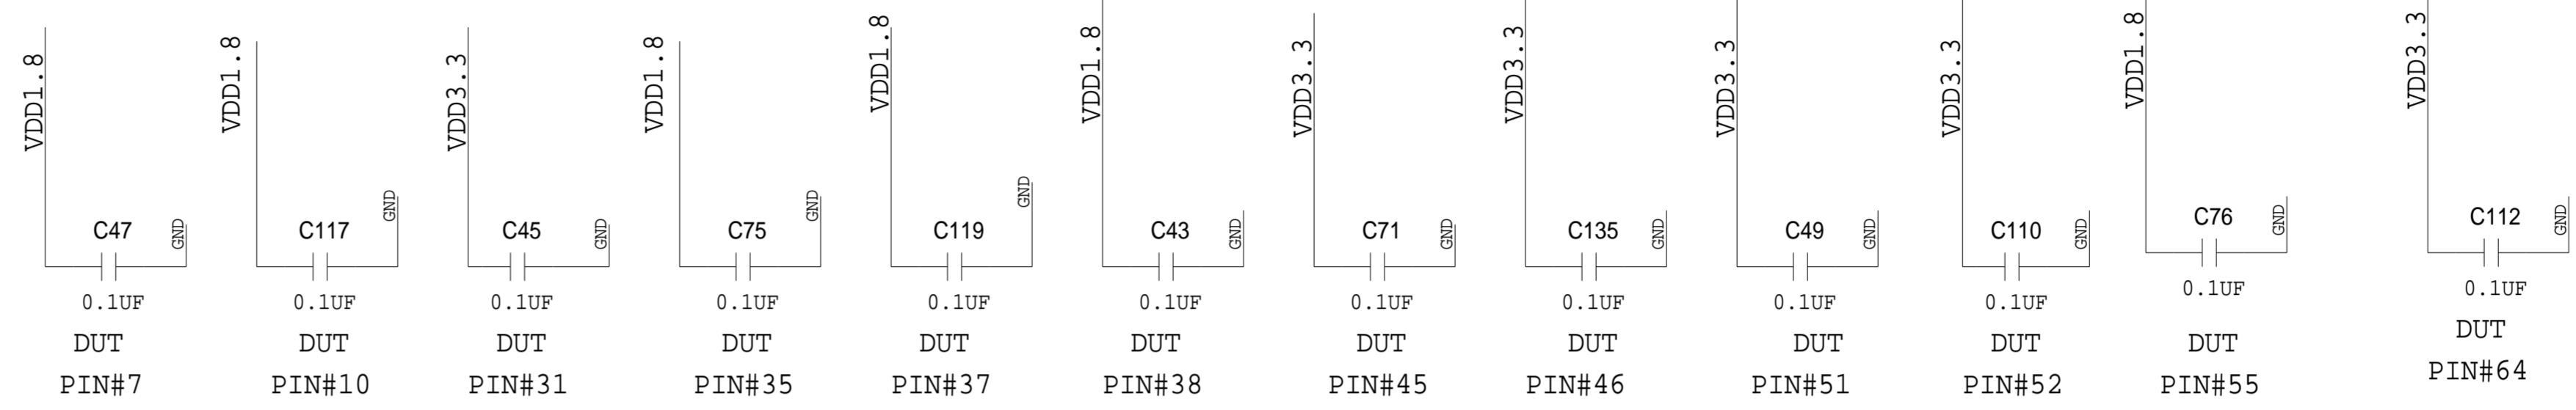 VDD1.8
C47
GND
0.1UF
DUT
PIN#7
VDD1.8
C117
GND
0.1UF
DUT
PIN#10
VDD3.3
C45
GND
0.1UF
DUT
PIN#31
VDD1.8
C75
GND
0.1UF
DUT
PIN#35
VDD1.8
C119
GND
0.1UF
DUT
PIN#37
VDD1.8
C43
GND
0.1UF
DUT
PIN#38
VDD3.3
C71
GND
0.1UF
DUT
PIN#45
VDD3.3
C135
GND
0.1UF
DUT
PIN#46
VDD3.3
C49
GND
0.1UF
DUT
PIN#51
VDD3.3
C110
GND
0.1UF
DUT
PIN#52
VDD1.8
C76
GND
0.1UF
DUT
PIN#55
VDD3.3
C112
GND
0.1UF
DUT
PIN#64